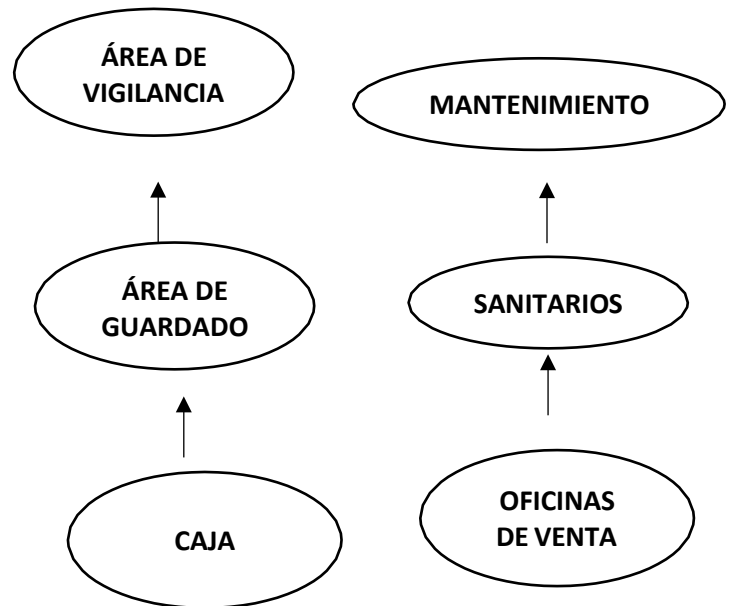 ÁREA DE
VIGILANCIA
MANTENIMIENTO
ÁREA DE
GUARDADO
SANITARIOS
CAJA
OFICINAS
DE VENTA